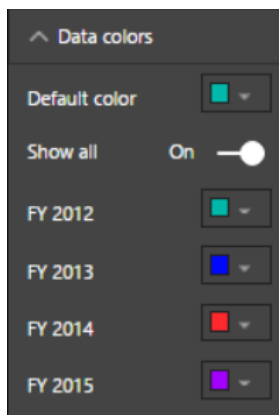 Data colors
Default color
Show all On
FY 2012
FY 2013
FY 2014
FY 2015